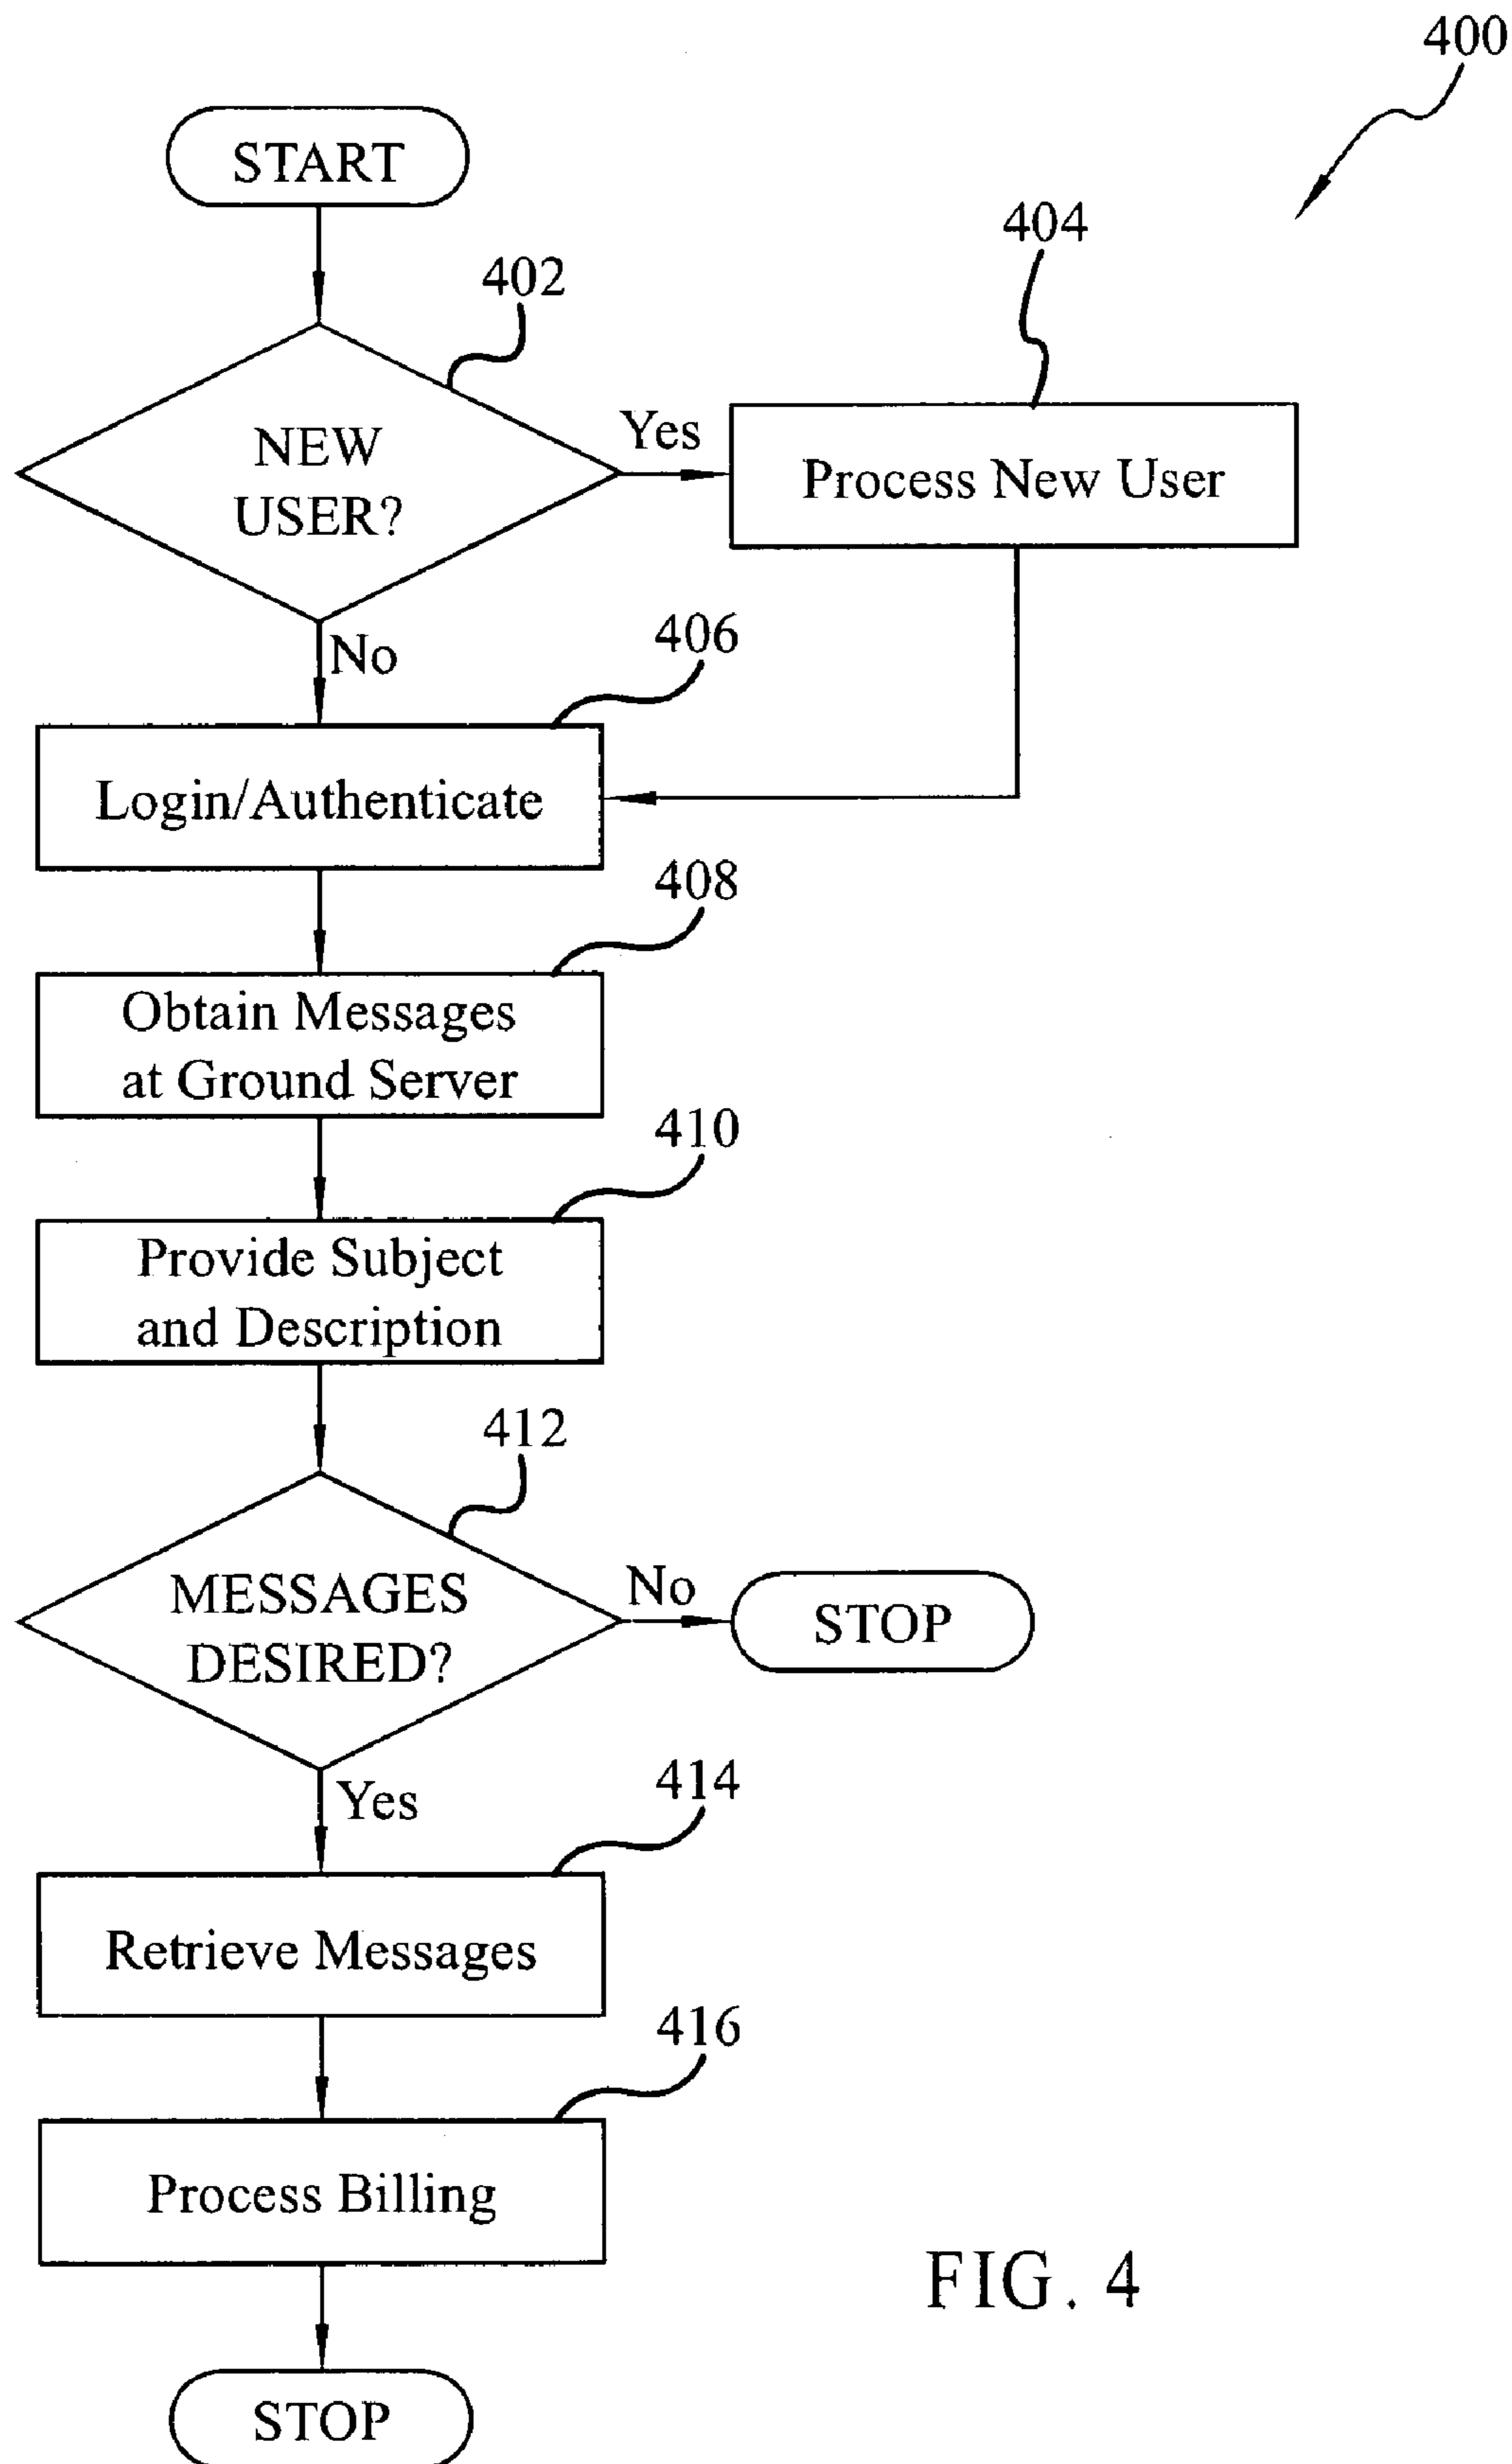 400
START
402
404
NEW
USER?
Yes
Process New User
No
406
Login/Authenticate
408
Obtain Messages
at Ground Server
410
Provide Subject
and Description
412
MESSAGES
DESIRED?
No
STOP
Yes
414
Retrieve Messages
416
Process Billing
FIG. 4
STOP